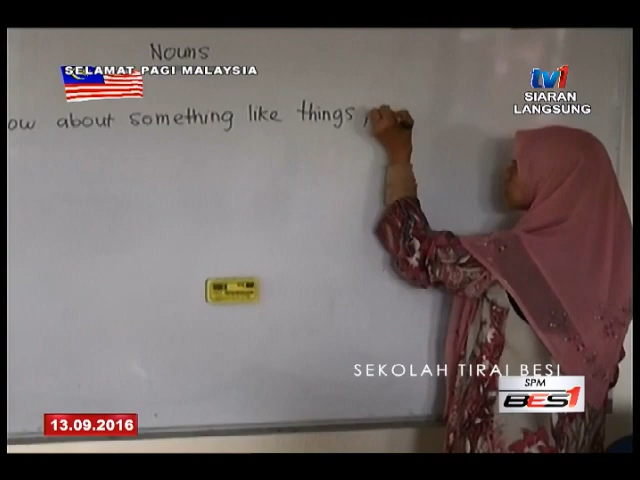 Nouns
SELAMAT PAGI MALAYSIA
tv1
SIARAN
LANGSUNG
ow about something like things,
SEKOLAH TIRAI BESI
SPM
BES1
13.09.2016